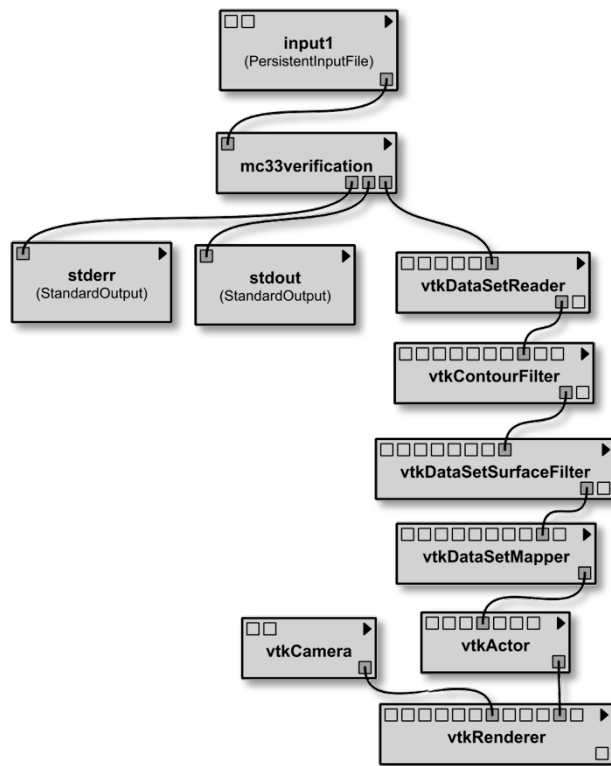 input1
(PersistentInputFile)
mc33verification
stderr
(StandardOutput)
stdout
(StandardOutput)
vtkDataSetReader
vtkContourFilter
vtkDataSetSurfaceFilter
vtkDataSetMapper
vtkCamera
vtkActor
vtkRenderer